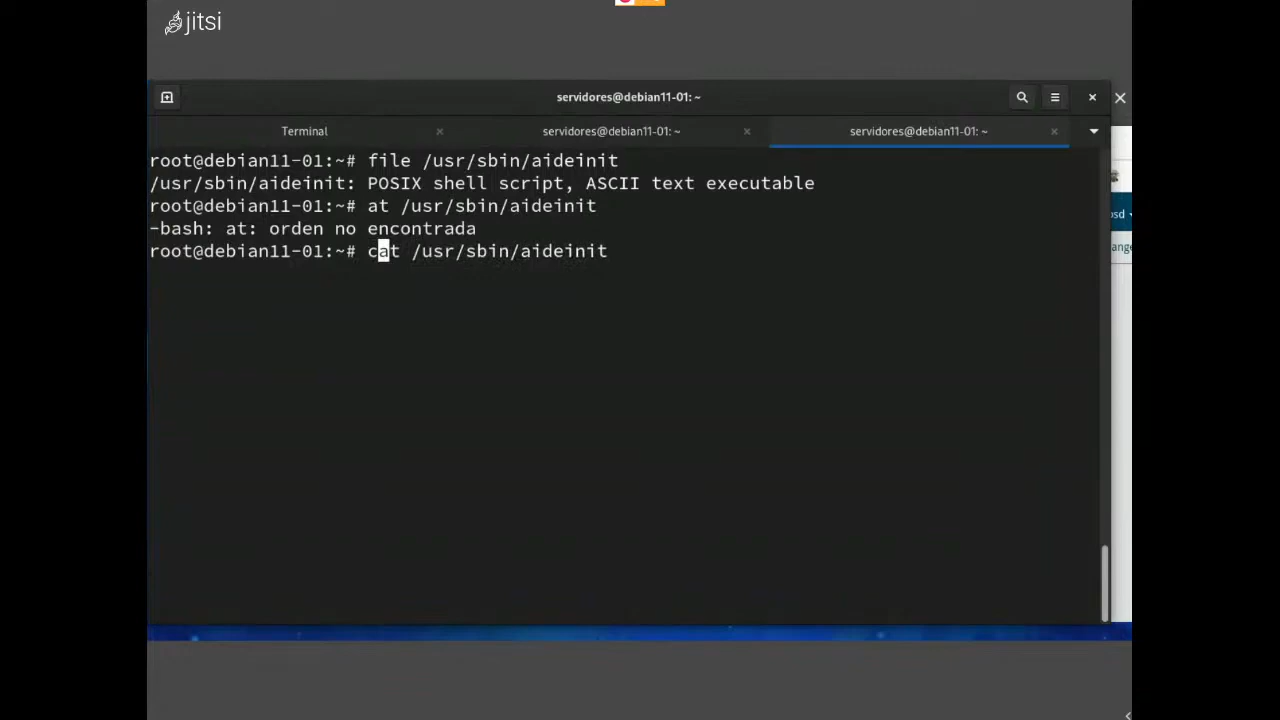 jitsi
servidores@debian11-01: ~
Terminal
servidores@debian11-01: ~
servidores@debian11-01: ~
root@debian11-01:~# file /usr/sbin/aideinit
/usr/sbin/aideinit: POSIX shell script, ASCII text executable
root@debian11-01:~# at /usr/sbin/aideinit
-bash: at: orden no encontrada
root@debian11-01:~# cat /usr/sbin/aideinit